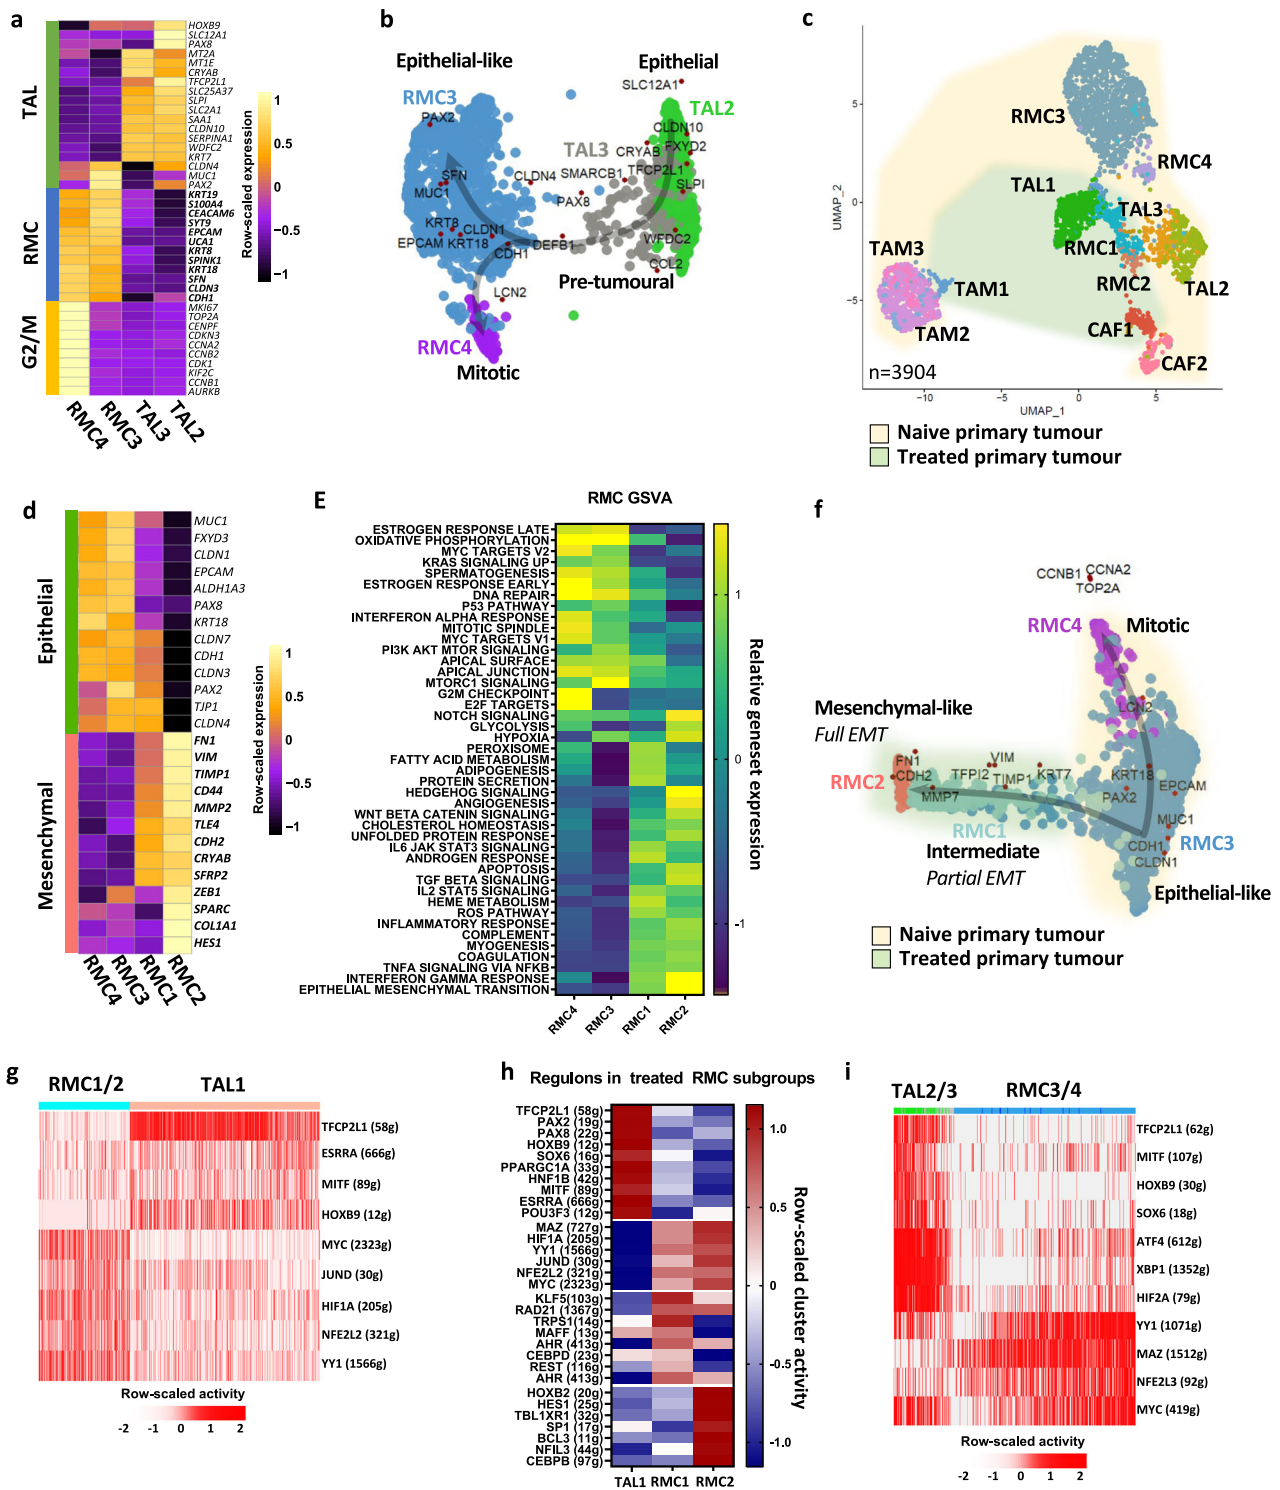 a
TAL
RMC
G2/M
HOXB9
SLC12A1
PAX8
MT2A
MT1E
CRYAB
TFCP2L1
SLC25A37
SLPI
SLC2A1
SAA1
CLDN10
SERPINA1
WDFC2
KRT7
CLDN4
MUC1
PAX2
KRT19
S100A4
CEACAM6
SYT9
EPCAM
UCA1
KRT8
SPINK1
KRT18
SFN
CLDN3
CDH1
MKI67
TOP2A
CENPF
CDKN3
CCNA2
CCNB2
CDK1
KIF2C
CCNB1
AURKB
RMC4
RMC3
TAL3
TAL2
Row-scaled expression
1
0.5
0
-0.5
-1
b
Epithelial-like
Epithelial
SLC12A1
RMC3
TAL2
PAX2
CLDN10
TAL3
CRYAB
FXYD2
SFN
CLDN4
SMARCB1
TFCP2L1
MUC1
PAX8
SLPI
KRT8
CLDN1
EPCAM
KRT18
DEFB1
WFDC2
CDH1
CCL2
Pre-tumoural
LCN2
RMC4
Mitotic
c
RMC3
RMC4
TAL1
TAL3
RMC1
TAM3
RMC2
TAL2
TAM1
CAF1
TAM2
CAF2
n=3904
5
0
-5
-10
-5
0
5
UMAP_1
UMAP_2
Naive primary tumour
Treated primary tumour
d
Epithelial
Mesenchymal
MUC1
FXYD3
CLDN1
EPCAM
ALDH1A3
PAX8
KRT18
CLDN7
CDH1
CLDN3
PAX2
TJP1
CLDN4
FN1
VIM
TIMP1
CD44
MMP2
TLE4
CDH2
CRYAB
SFRP2
ZEB1
SPARC
COL1A1
HES1
RMC4
RMC3
RMC1
RMC2
Row-scaled expression
1
0.5
0
-0.5
-1
E
RMC GSVA
ESTROGEN RESPONSE LATE
OXIDATIVE PHOSPHORYLATION
MYC TARGETS V2
KRAS SIGNALING UP
SPERMATOGENESIS
ESTROGEN RESPONSE EARLY
DNA REPAIR
P53 PATHWAY
INTERFERON ALPHA RESPONSE
MITOTIC SPINDLE
MYC TARGETS V1
PI3K AKT MTOR SIGNALING
APICAL SURFACE
APICAL JUNCTION
MTORC1 SIGNALING
G2M CHECKPOINT
E2F TARGETS
NOTCH SIGNALING
GLYCOLYSIS
HYPOXIA
PEROXISOME
FATTY ACID METABOLISM
ADIPOGENESIS
PROTEIN SECRETION
HEDGEHOG SIGNALING
ANGIOGENESIS
WNT BETA CATENIN SIGNALING
CHOLESTEROL HOMEOSTASIS
UNFOLDED PROTEIN RESPONSE
IL6 JAK STAT3 SIGNALING
ANDROGEN RESPONSE
APOPTOSIS
TGF BETA SIGNALING
IL2 STAT5 SIGNALING
HEME METABOLISM
ROS PATHWAY
INFLAMMATORY RESPONSE
COMPLEMENT
MYOGENESIS
COAGULATION
TNFA SIGNALING VIA NFKB
INTERFERON GAMMA RESPONSE
EPITHELIAL MESENCHYMAL TRANSITION
RMC4
RMC3
RMC1
RMC2
1
0
-1
Relative geneset expression
f
CCNB1
CCNA2
TOP2A
RMC4
Mitotic
LCN2
Mesenchymal-like
Full EMT
FN1
VIM
RMC2
CDH2
TFPI2
TIMP1
KRT7
KRT18
EPCAM
MMP7
PAX2
MUC1
RMC1
RMC3
CDH1
CLDN1
Intermediate
Partial EMT
Epithelial-like
Naive primary tumour
Treated primary tumour
g
RMC1/2
TAL1
TFCP2L1 (58g)
ESRRA (666g)
MITF (89g)
HOXB9 (12g)
MYC (2323g)
JUND (30g)
HIF1A (205g)
NFE2L2 (321g)
YY1 (1566g)
Row-scaled activity
-2 -1 0 1 2
h
Regulons in treated RMC subgroups
TFCP2L1 (58g)
PAX2 (19g)
PAX8 (22g)
HOXB9 (12g)
SOX6 (16g)
PPARGC1A (33g)
HNF1B (42g)
MITF (89g)
ESRRA (666g)
POU3F3 (12g)
MAZ (727g)
HIF1A (205g)
YY1 (1566g)
JUND (30g)
NFE2L2 (321g)
MYC (2323g)
KLF5(103g)
RAD21 (1367g)
TRPS1(14g)
MAFF (13g)
AHR (413g)
CEBPD (23g)
REST (116g)
AHR (413g)
HOXB2 (20g)
HES1 (25g)
TBL1XR1 (32g)
SP1 (17g)
BCL3 (11g)
NFIL3 (44g)
CEBPB (97g)
TAL1 RMC1 RMC2
1.0
0.5
0
-0.5
-1.0
Row-scaled cluster activity
i
TAL2/3
RMC3/4
TFCP2L1 (62g)
MITF (107g)
HOXB9 (30g)
SOX6 (18g)
ATF4 (612g)
XBP1 (1352g)
HIF2A (79g)
YY1 (1071g)
MAZ (1512g)
NFE2L3 (92g)
MYC (419g)
Row-scaled activity
-2 -1 0 1 2